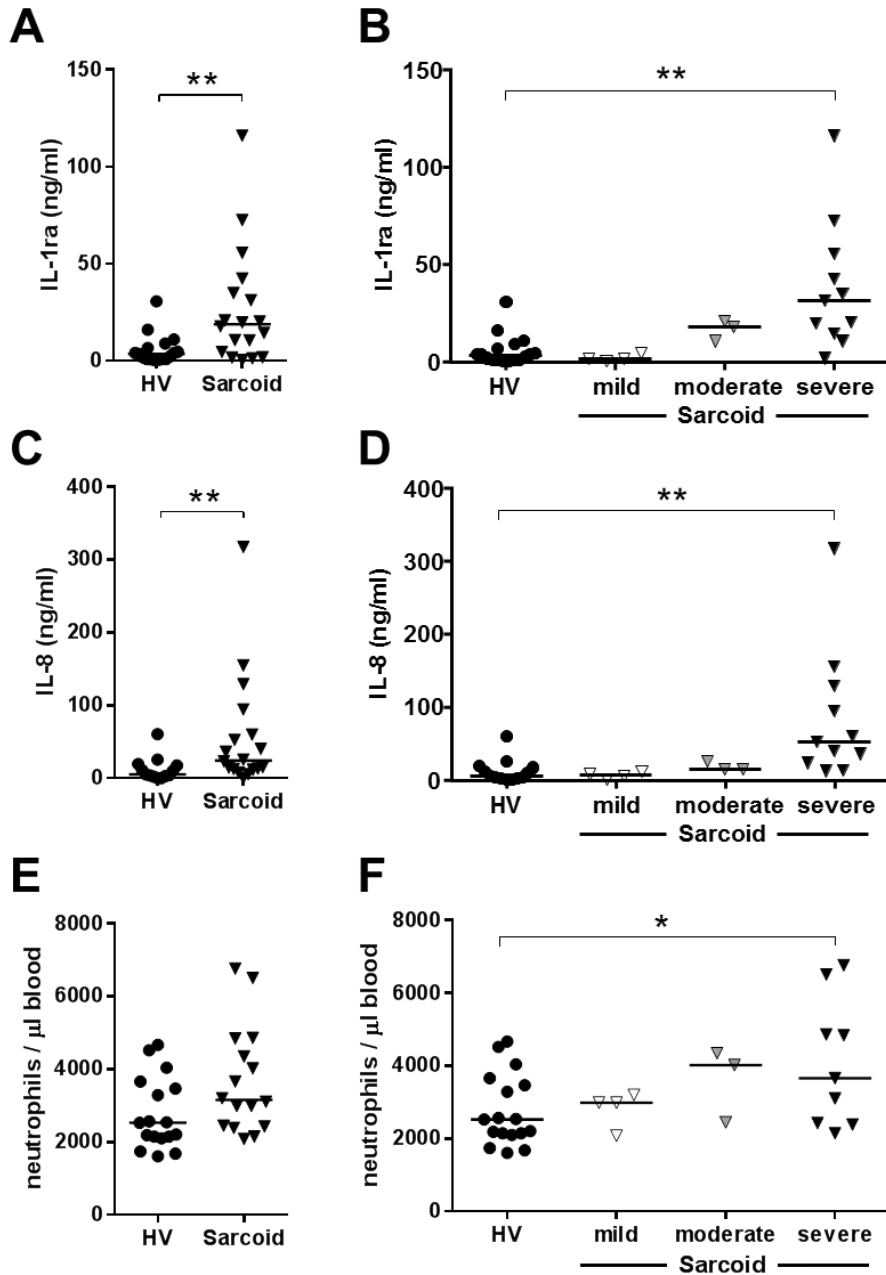 A
B
**
**
150
100
50
0
IL-1ra (ng/ml)
HV Sarcoid
150
100
50
0
IL-1ra (ng/ml)
HV mild moderate severe
Sarcoid
C
D
**
**
400
300
200
100
0
IL-8 (ng/ml)
HV Sarcoid
400
300
200
100
0
IL-8 (ng/ml)
HV mild moderate severe
Sarcoid
E
F
*
8000
6000
4000
2000
0
neutrophils / μl blood
HV Sarcoid
8000
6000
4000
2000
0
neutrophils / μl blood
HV mild moderate severe
Sarcoid